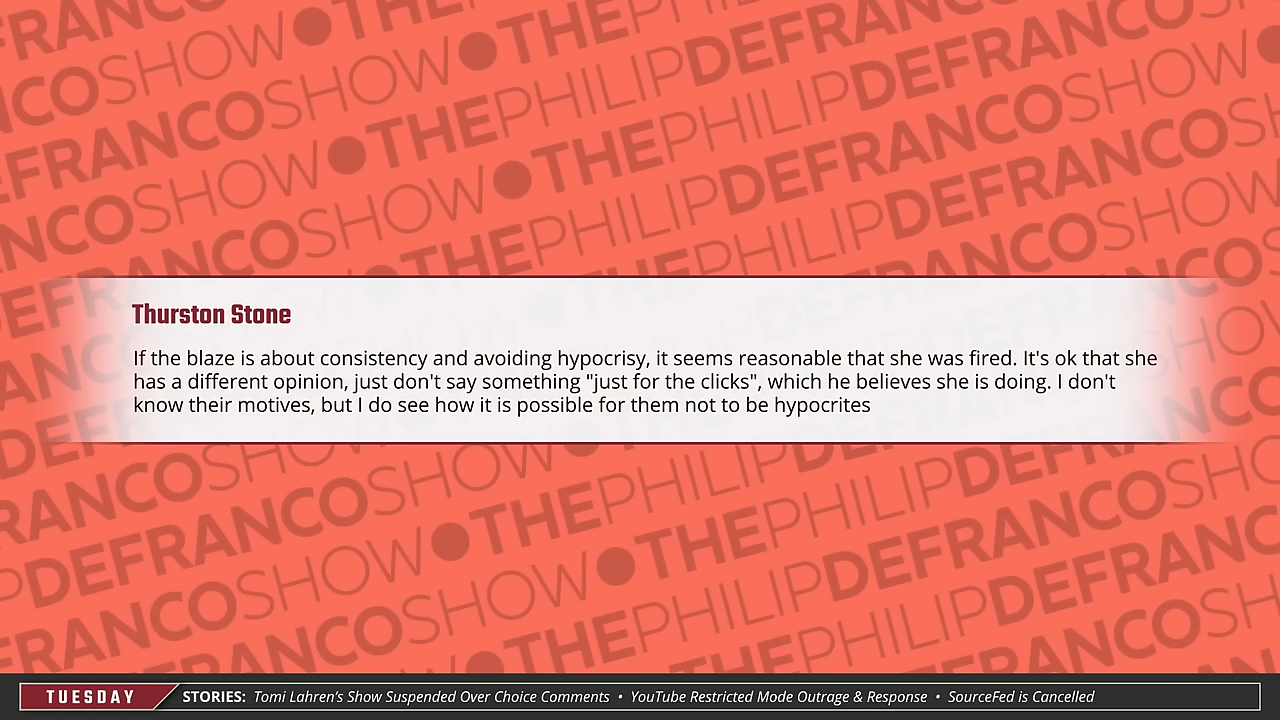 THEPHILIPDEFRANCOSHOW
Thurston Stone
If the blaze is about consistency and avoiding hypocrisy, it seems reasonable that she was fired. It's ok that she
has a different opinion, just don't say something "just for the clicks", which he believes she is doing. I don't
know their motives, but I do see how it is possible for them not to be hypocrites
TUESDAY STORIES: Tomi Lahren's Show Suspended Over Choice Comments • YouTube Restricted Mode Outrage & Response • SourceFed is Cancelled